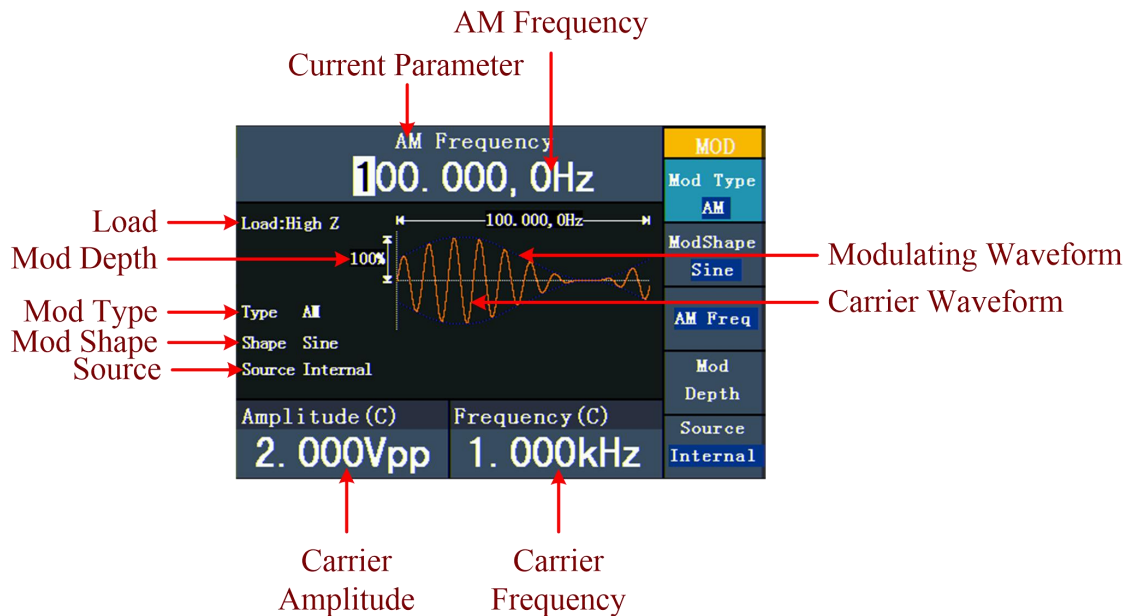 AM Frequency
Current Parameter
AM Frequency
100.000,0Hz
MOD
Mod Type
AM
ModShape
Sine
AM Freq
Mod
Depth
Source
Internal
Load
Load:High Z
100.000,0Hz
Mod Depth
100%
Modulating Waveform
Carrier Waveform
Mod Type
Type AM
Mod Shape
Shape Sine
Source
Source Internal
Amplitude(C)
2.000Vpp
Frequency(C)
1.000kHz
Carrier
Amplitude
Carrier
Frequency